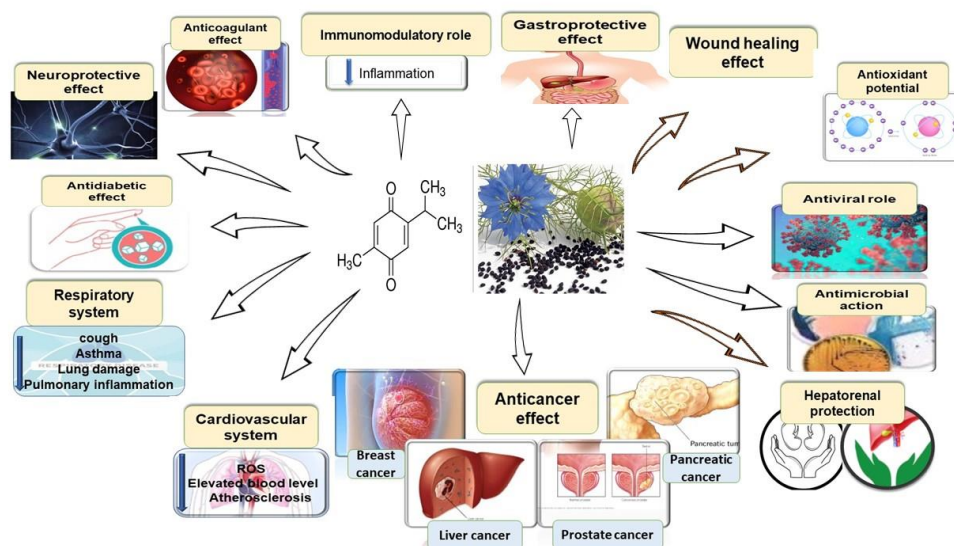 Anticoagulant
effect
Immunomodulatory role
Inflammation
Gastroprotective
effect
Wound healing
effect
Antioxidant
potential
Neuroprotective
effect
Antidiabetic
effect
O
CH₃
CH₃
H₃C
O
Antiviral role
Antimicrobial
action
Respiratory
system
cough
Asthma
Lung damage
Pulmonary inflammation
Cardiovascular
system
ROS
Elevated blood level
Atherosclerosis
Breast
cancer
Anticancer
effect
Liver cancer
Prostate cancer
Pancreatic tum
Pancreatic
cancer
Hepatorenal
protection